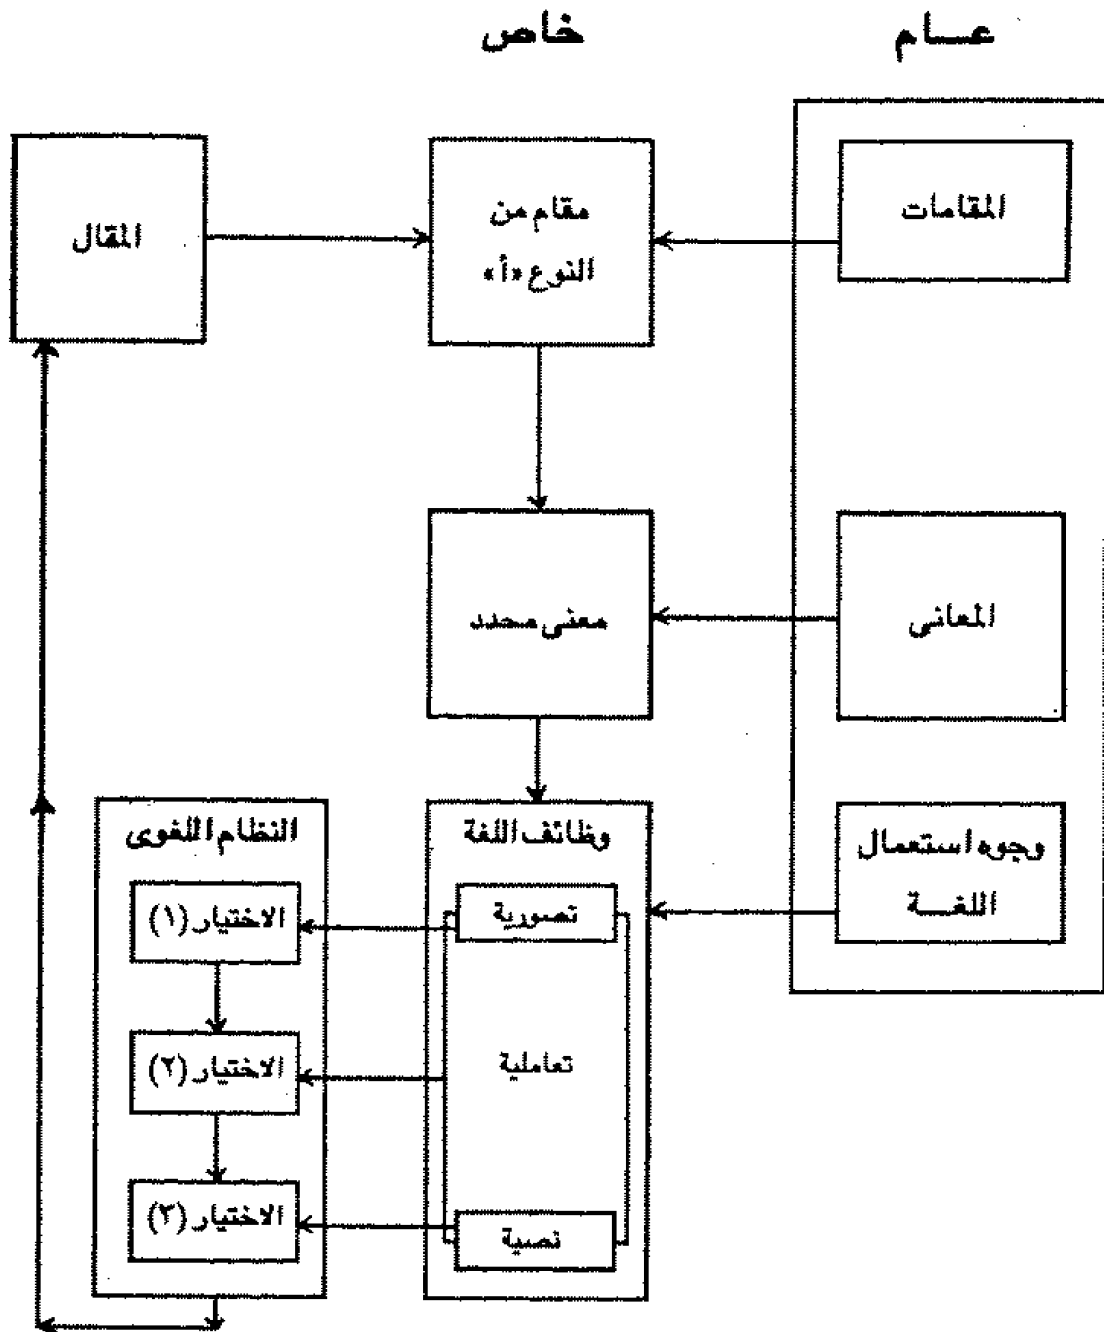 عـــام
خاص
المقامات
مقام من
النوع «أ»
المقال
المعانى
معنى محدد
وجوه استعمال
اللغـــة
وظائف اللغة
تصورية
تعاملية
نصية
النظام اللغوى
الاختيار (١)
الاختيار (٢)
الاختيار (٣)